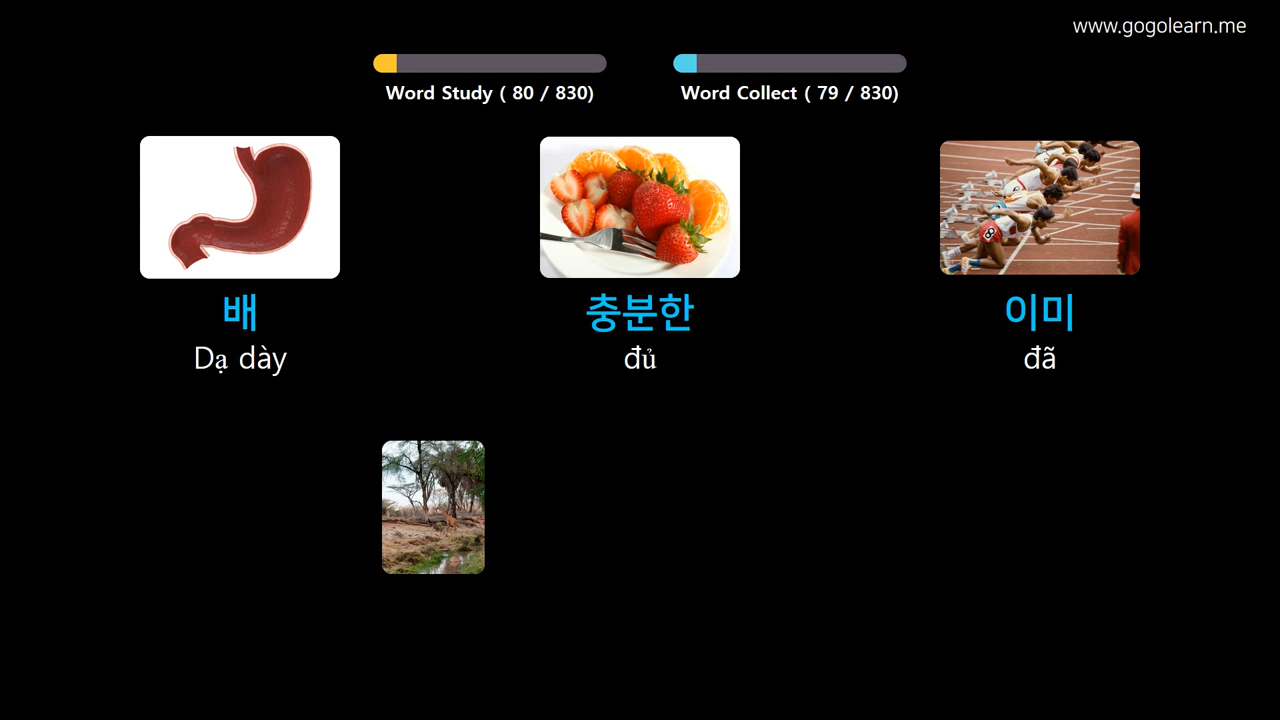 www.gogolearn.me
Word Study ( 80 / 830)
Word Collect ( 79 / 830)
배
Dạ dày
충분한
đủ
이미
đã